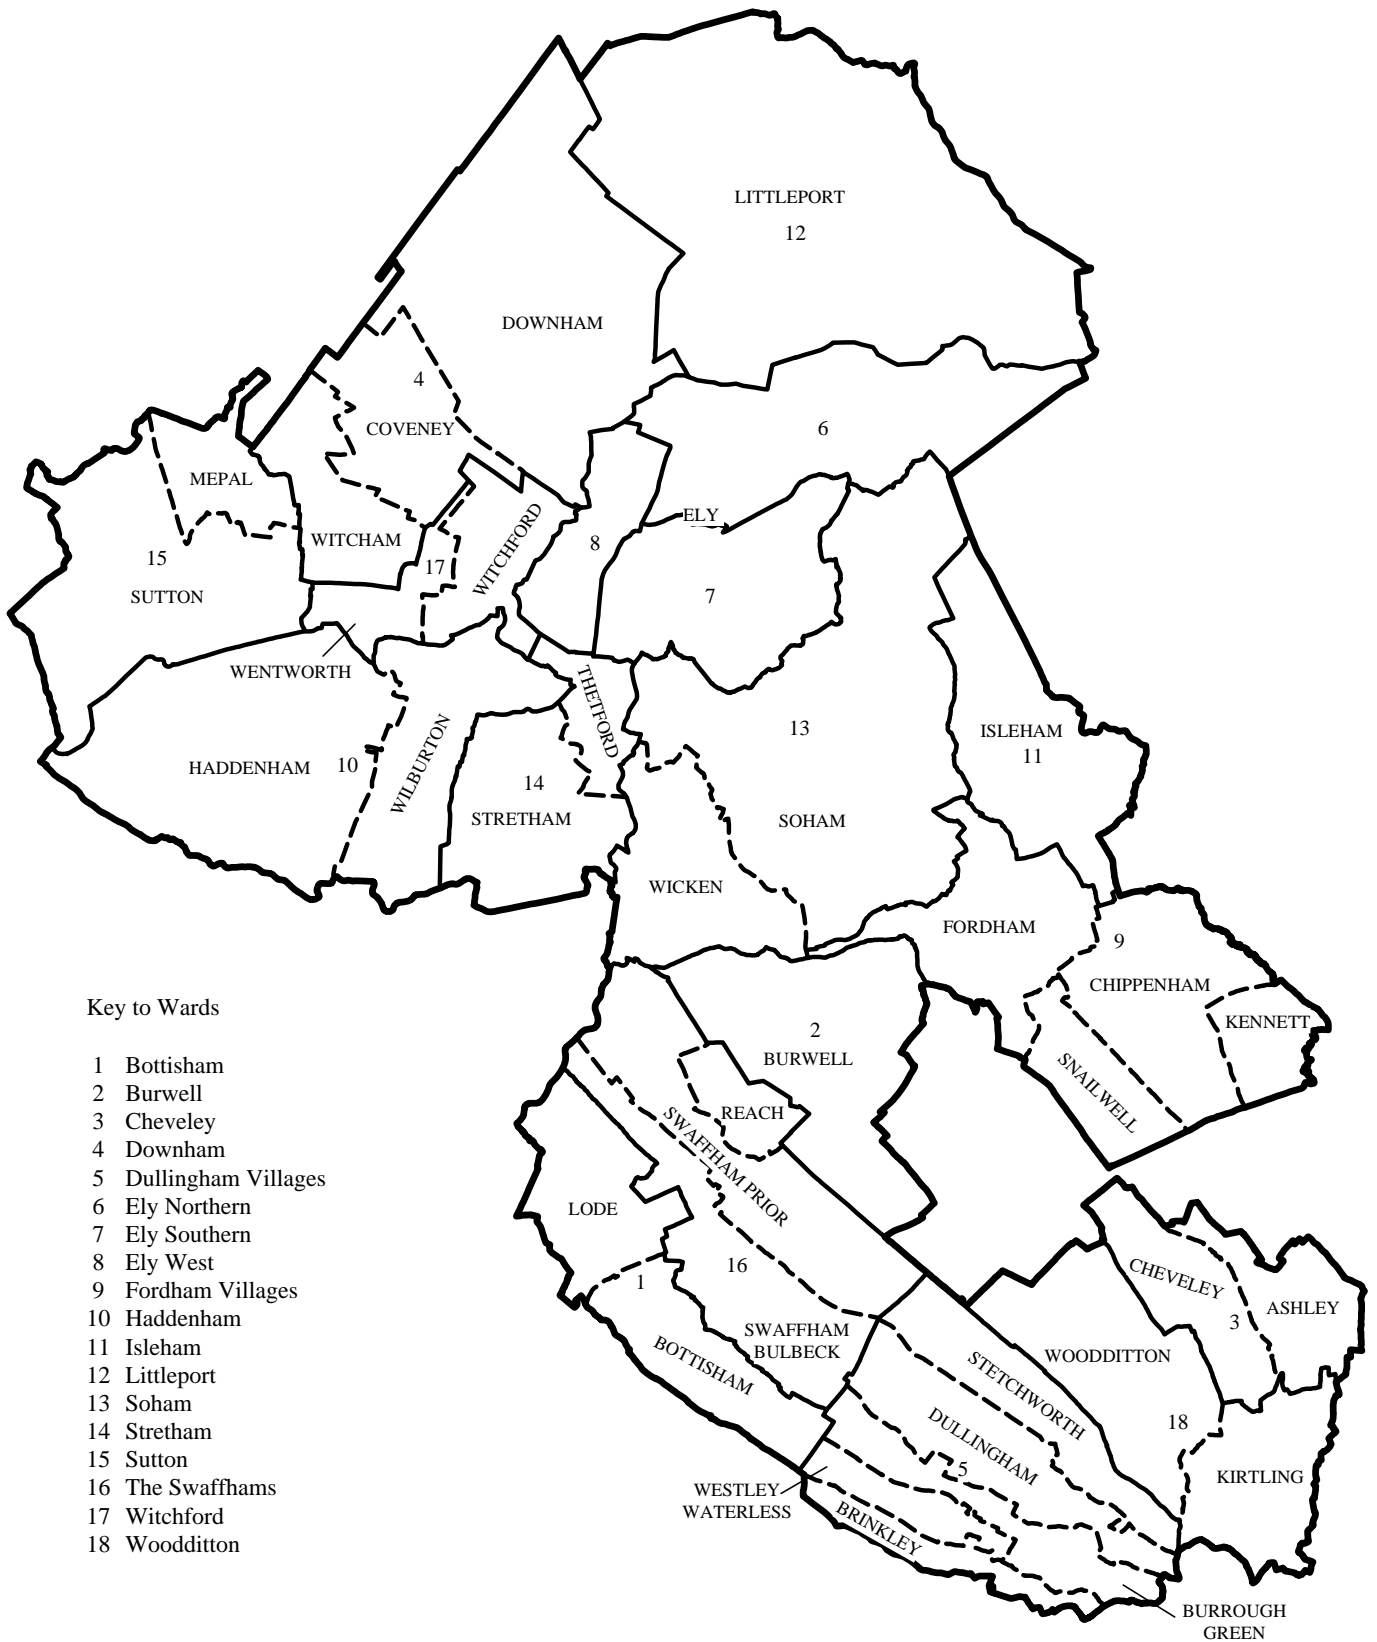 LITTLEPORT
12
DOWNHAM
4
COVENEY
6
MEPAL
ELY
WITCHAM
WITCHFORD
8
15
17
SUTTON
7
WENTWORTH
THETFORD
13
ISLEHAM
11
HADDENHAM
10
WILBURTON
14
STRETHAM
SOHAM
WICKEN
FORDHAM
9
CHIPPENHAM
KENNETT
SNAILWELL
2
BURWELL
REACH
SWAFFHAM PRIOR
LODE
16
1
SWAFFHAM
BULBECK
BOTTISHAM
CHEVELEY
3
ASHLEY
WOODDITTON
18
STETCHWORTH
DULLINGHAM
5
KIRTLING
WESTLEY
WATERLESS
BRINKLEY
BURROUGH
GREEN
Key to Wards
1 Bottisham
2 Burwell
3 Cheveley
4 Downham
5 Dullingham Villages
6 Ely Northern
7 Ely Southern
8 Ely West
9 Fordham Villages
10 Haddenham
11 Isleham
12 Littleport
13 Soham
14 Stretham
15 Sutton
16 The Swaffhams
17 Witchford
18 Woodditton